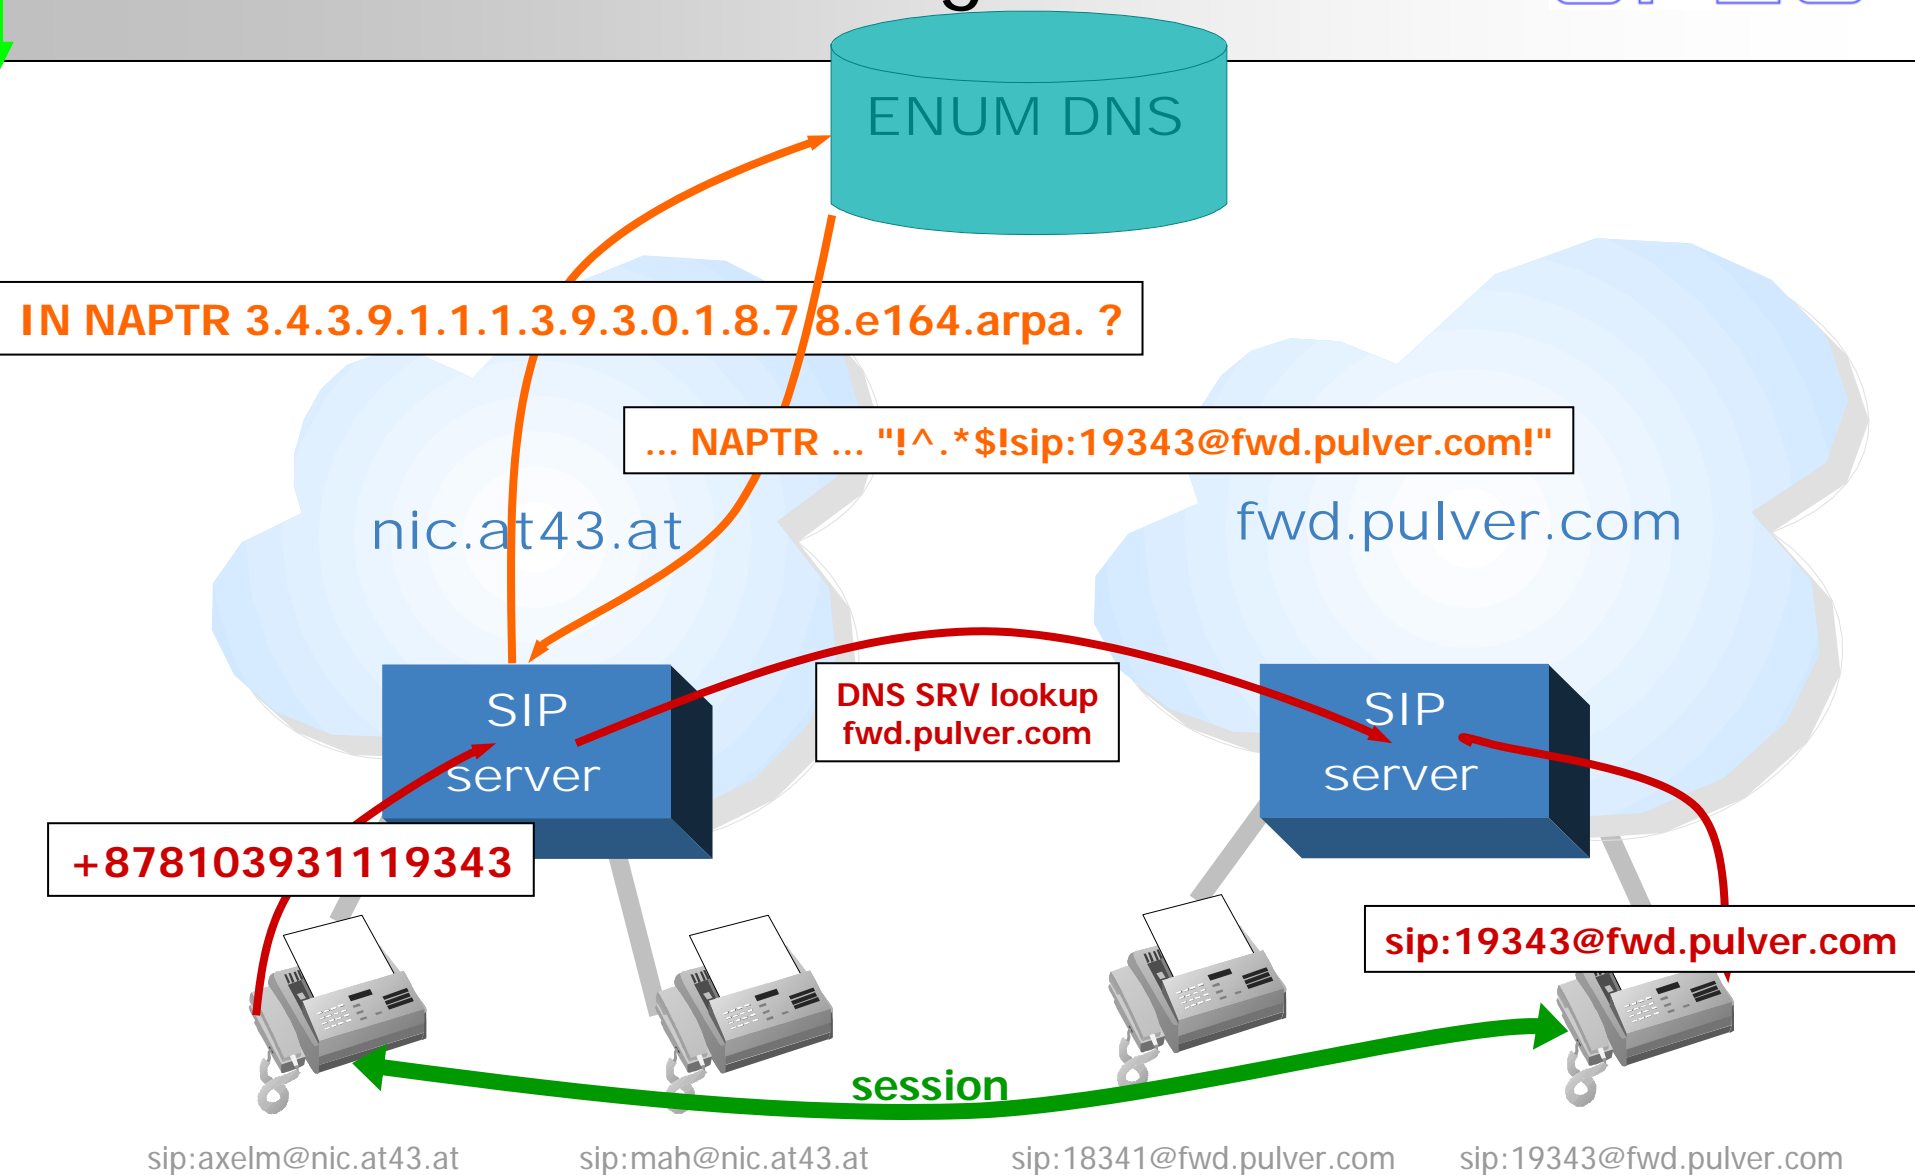 ENUM DNS
IN NAPTR 3.4.3.9.1.1.1.3.9.3.0.1.8.7.8.e164.arpa. ?
... NAPTR ... "!^.*$!sip:19343@fwd.pulver.com!"
nic.at43.at
fwd.pulver.com
SIP
server
DNS SRV lookup
fwd.pulver.com
SIP
server
+878103931119343
sip:19343@fwd.pulver.com
session
sip:axelm@nic.at43.at
sip:mah@nic.at43.at
sip:18341@fwd.pulver.com
sip:19343@fwd.pulver.com